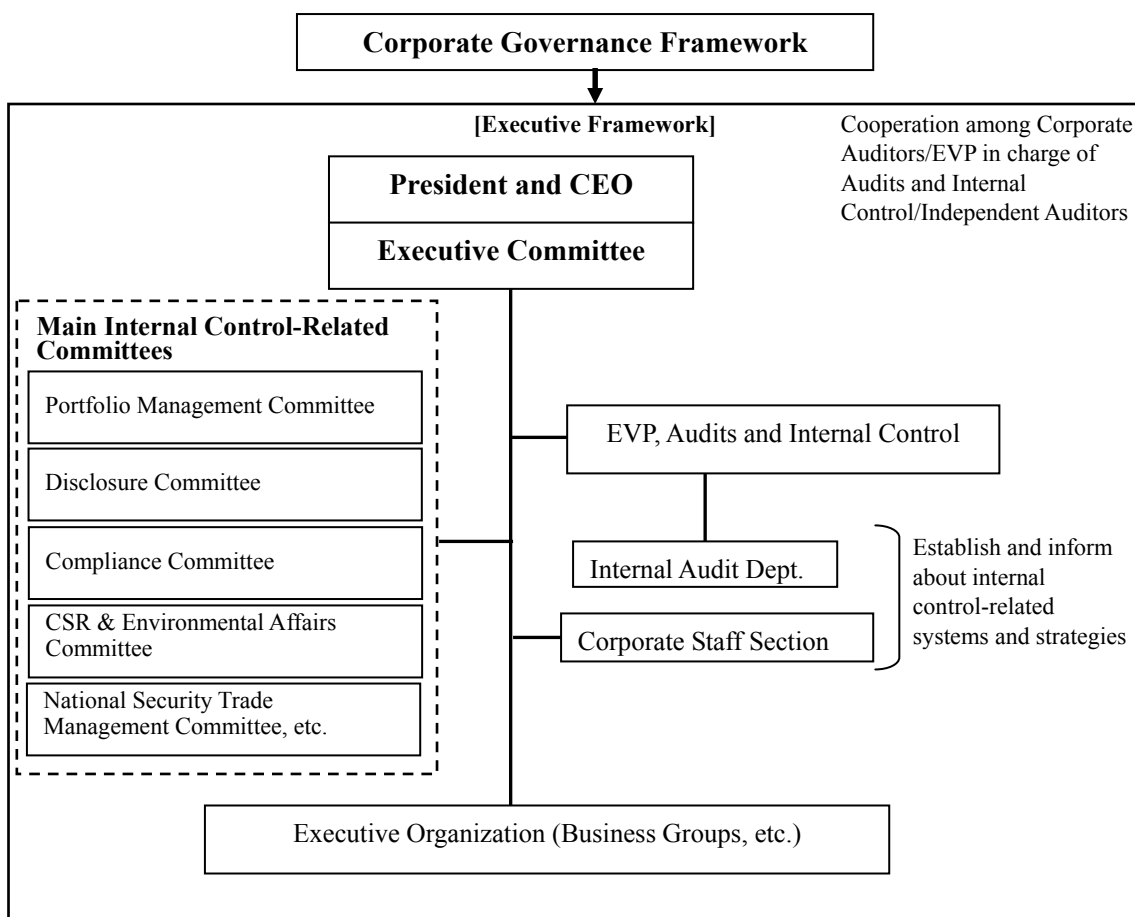 Corporate Governance Framework
[Executive Framework]
Cooperation among Corporate
Auditors/EVP in charge of
Audits and Internal
Control/Independent Auditors
President and CEO
Executive Committee
Main Internal Control-Related
Committees
Portfolio Management Committee
Disclosure Committee
Compliance Committee
CSR & Environmental Affairs
Committee
National Security Trade
Management Committee, etc.
EVP, Audits and Internal Control
Internal Audit Dept.
Corporate Staff Section
Establish and inform
about internal
control-related
systems and strategies
Executive Organization (Business Groups, etc.)